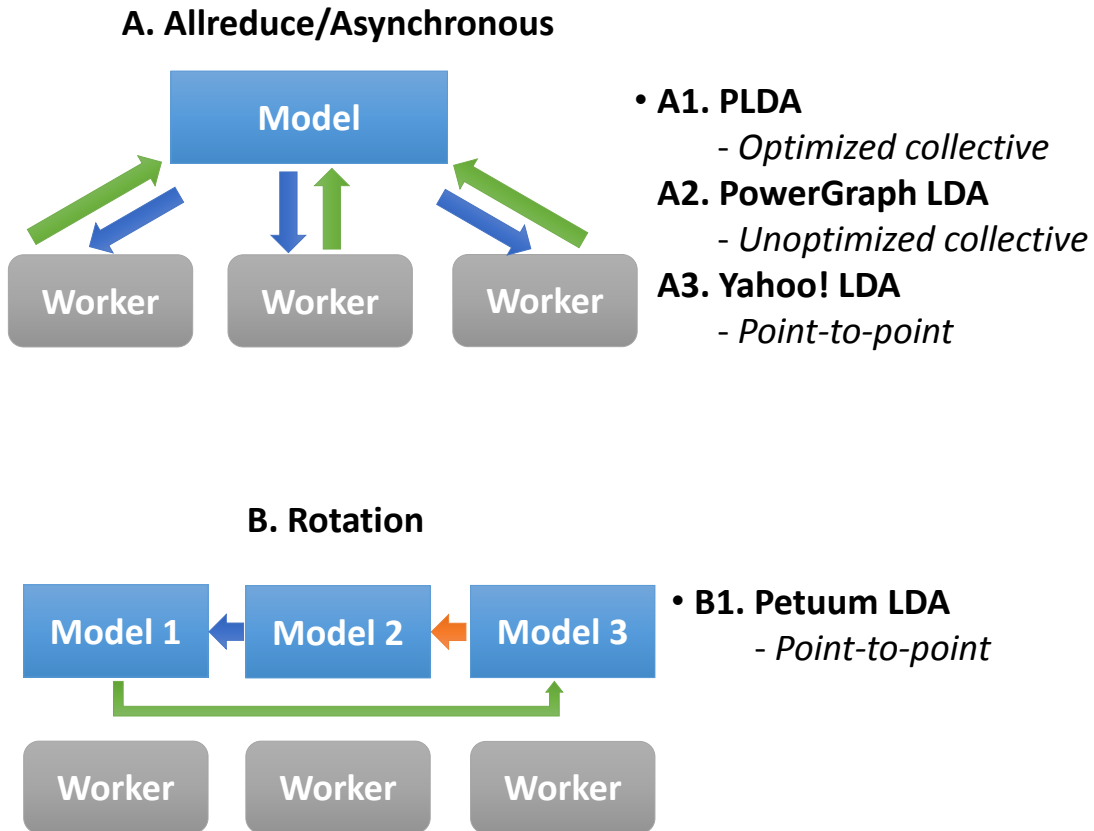 A. Allreduce/Asynchronous
Model
Worker
Worker
Worker
• A1. PLDA
- Optimized collective
A2. PowerGraph LDA
- Unoptimized collective
A3. Yahoo! LDA
- Point-to-point
B. Rotation
Model 1
Model 2
Model 3
Worker
Worker
Worker
• B1. Petuum LDA
- Point-to-point